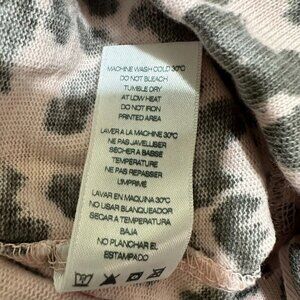 MACHINE WASH COLD 30°C
DO NOT BLEACH
TUMBLE DRY
AT LOW HEAT
DO NOT IRON
PRINTED AREA
LAVER A LA MACHINE 30°C
NE PAS JAVELLISER
SECHER A BASSE
TEMPERATURE
NE PAS REPASSER
L'IMPRIMÉ
LAVAR EN MAQUINA 30°C
NO USAR BLANQUEADOR
SECAR A TEMPERATURA
BAJA
NO PLANCHAR EL
ESTAMPACO